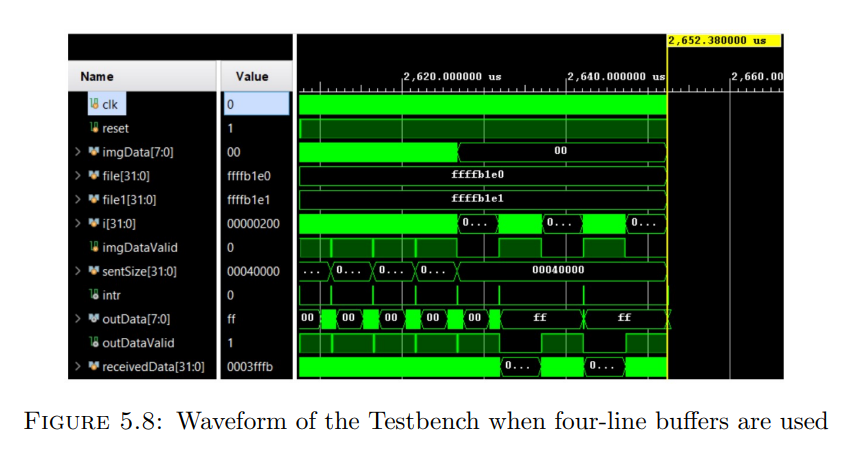 2,652.380000 us
Name Value 2,620.000000 us 2,640.000000 us 2,660.00
clk 0
reset 1
imgData[7:0] 00 00
file[31:0] ffffb1e0 ffffb1e0
file1[31:0] ffffb1e1 ffffb1e1
i[31:0] 00000200 0... 0... 0...
imgDataValid 0
sentSize[31:0] 00040000 ... 0... 0... 0... 00040000
intr 0
outData[7:0] ff 00 00 00 00 00 ff ff
outDataValid 1
receivedData[31:0] 0003fffb 0... 0...
FIGURE 5.8: Waveform of the Testbench when four-line buffers are used